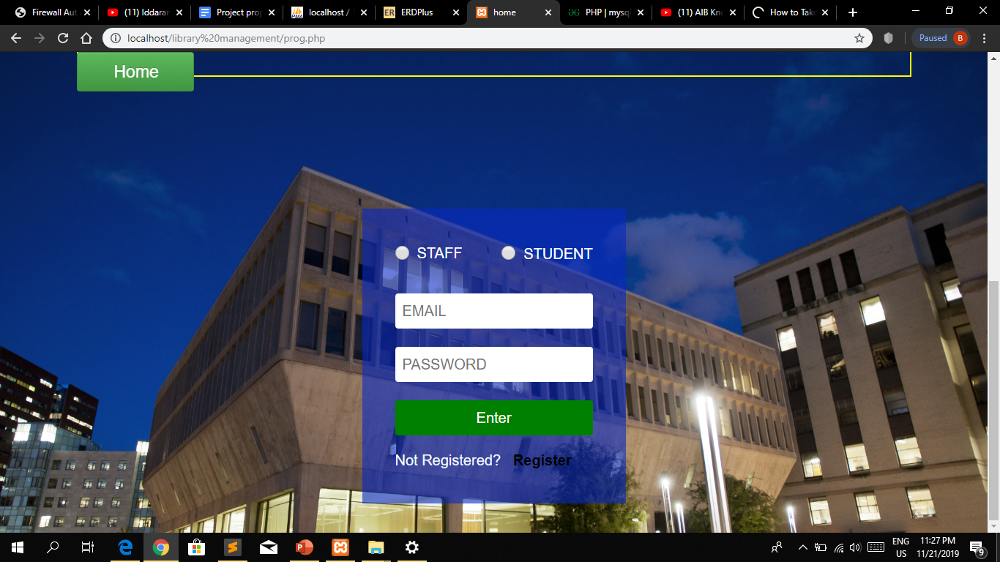 Firewall Aut
(11) Iddarar
Project prop
localhost /
ERDPlus
home
PHP | mysql
(11) AIB Kno
How to Take
localhost/library%20management/prog.php
Paused
B
Home
STAFF
STUDENT
EMAIL
PASSWORD
Enter
Not Registered? Register
ENG
US
11:27 PM
11/21/2019
9